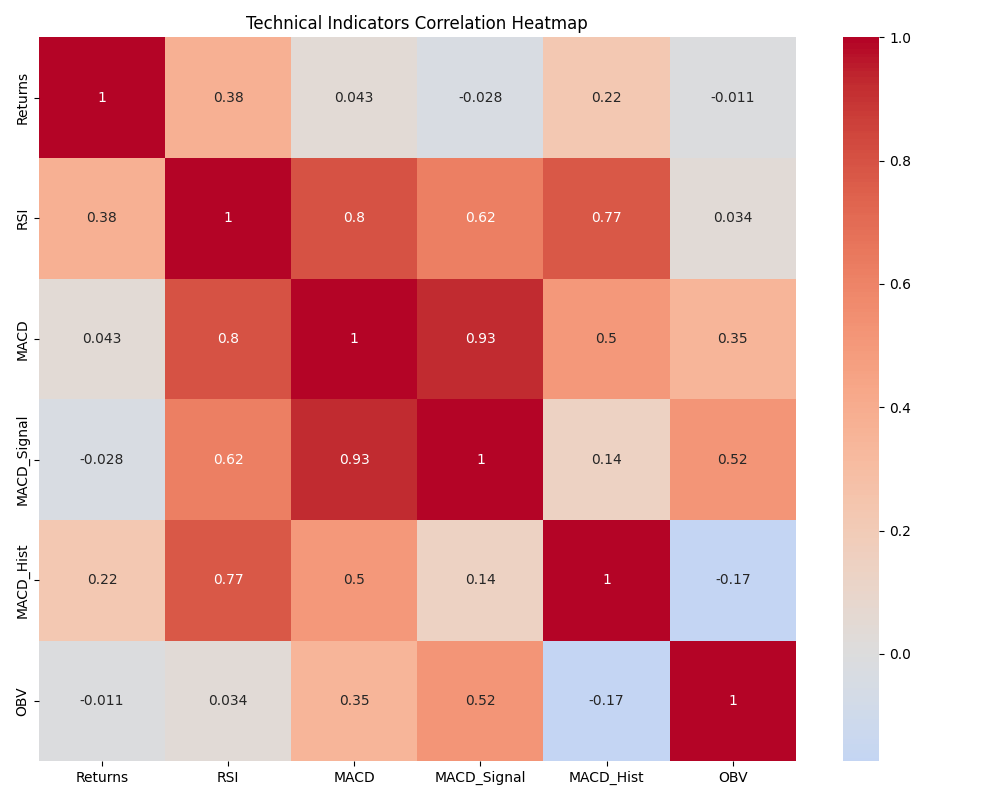 Technical Indicators Correlation Heatmap
Returns 1 0.38 0.043 -0.028 0.22 -0.011
RSI 0.38 1 0.8 0.62 0.77 0.034
MACD 0.043 0.8 1 0.93 0.5 0.35
MACD_Signal -0.028 0.62 0.93 1 0.14 0.52
MACD_Hist 0.22 0.77 0.5 0.14 1 -0.17
OBV -0.011 0.034 0.35 0.52 -0.17 1
Returns RSI MACD MACD_Signal MACD_Hist OBV
1.0
0.8
0.6
0.4
0.2
0.0